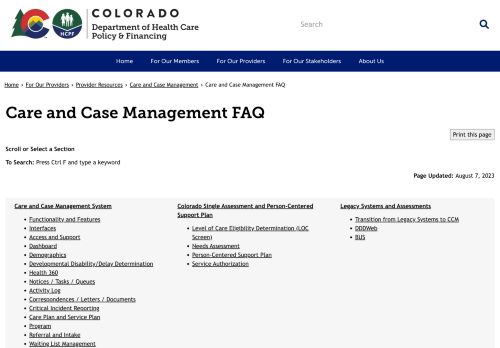 COLORADO
Department of Health Care
Policy & Financing
HCPF
Search
Home
For Our Members
For Our Providers
For Our Stakeholders
About Us
Home › For Our Providers › Provider Resources › Care and Case Management › Care and Case Management FAQ
Care and Case Management FAQ
Print this page
Scroll or Select a Section
To Search: Press Ctrl F and type a keyword
Page Updated: August 7, 2023
Care and Case Management System
• Functionality and Features
• Interfaces
• Access and Support
• Dashboard
• Demographics
• Developmental Disability/Delay Determination
• Health 360
• Notices / Tasks / Queues
• Activity Log
• Correspondences / Letters / Documents
• Critical Incident Reporting
• Care Plan and Service Plan
• Program
• Referral and Intake
• Waiting List Management
Colorado Single Assessment and Person-Centered
Support Plan
• Level of Care Eligibility Determination (LOC
Screen)
• Needs Assessment
• Person-Centered Support Plan
• Service Authorization
Legacy Systems and Assessments
• Transition from Legacy Systems to CCM
• DDDWeb
• BUS